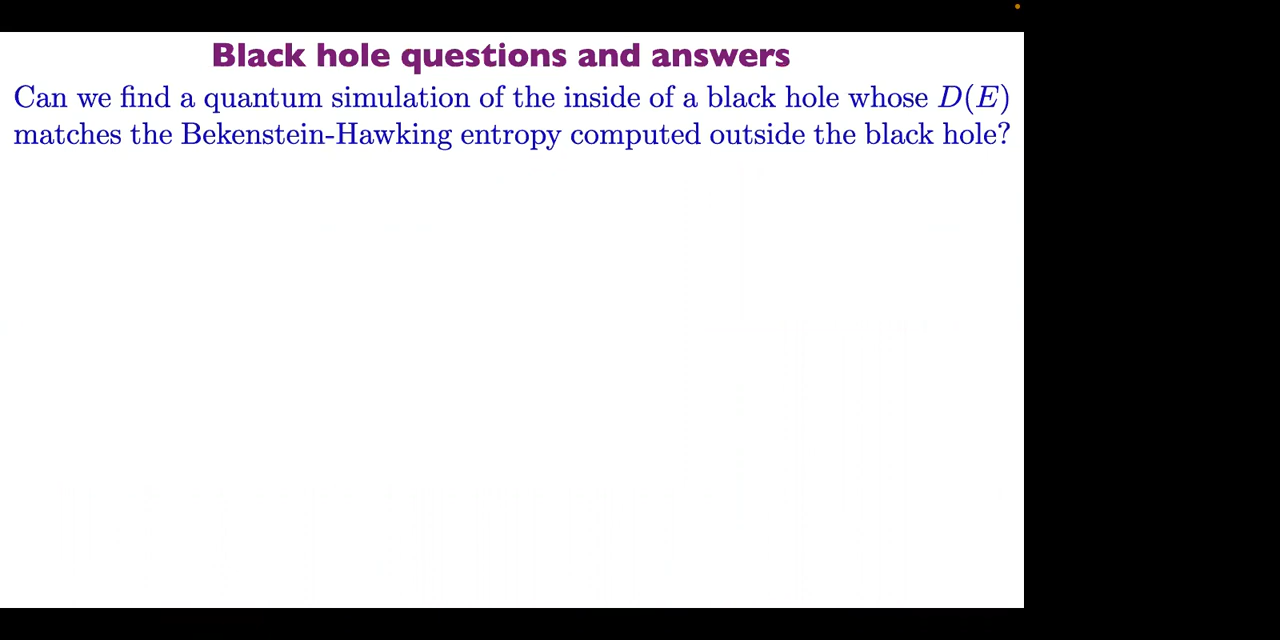 Black hole questions and answers
Can we find a quantum simulation of the inside of a black hole whose D(E)
matches the Bekenstein-Hawking entropy computed outside the black hole?